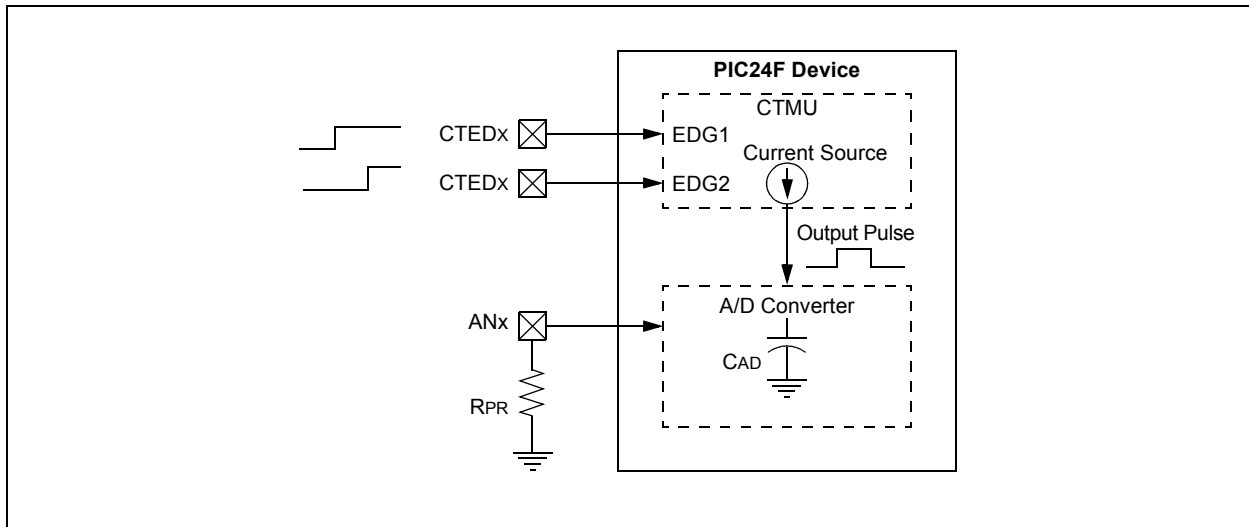 PIC24F Device
CTMU
CTEDX
EDG1
Current Source
CTEDX
EDG2
Output Pulse
A/D Converter
ANx
CAD
RPR